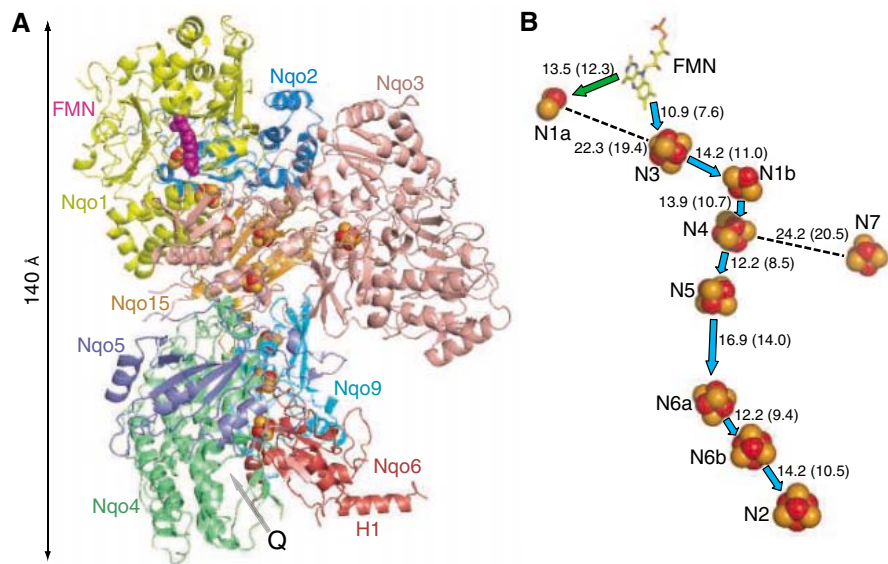 A
140 Å
Nqo2
Nqo3
FMN
Nqo1
Nqo15
Nqo5
Nqo9
Nqo6
Nqo4
H1
Q
B
13.5 (12.3)
FMN
10.9 (7.6)
N1a
22.3 (19.4)
N3
14.2 (11.0)
N1b
13.9 (10.7)
N4
24.2 (20.5)
N7
12.2 (8.5)
N5
16.9 (14.0)
N6a
12.2 (9.4)
N6b
14.2 (10.5)
N2